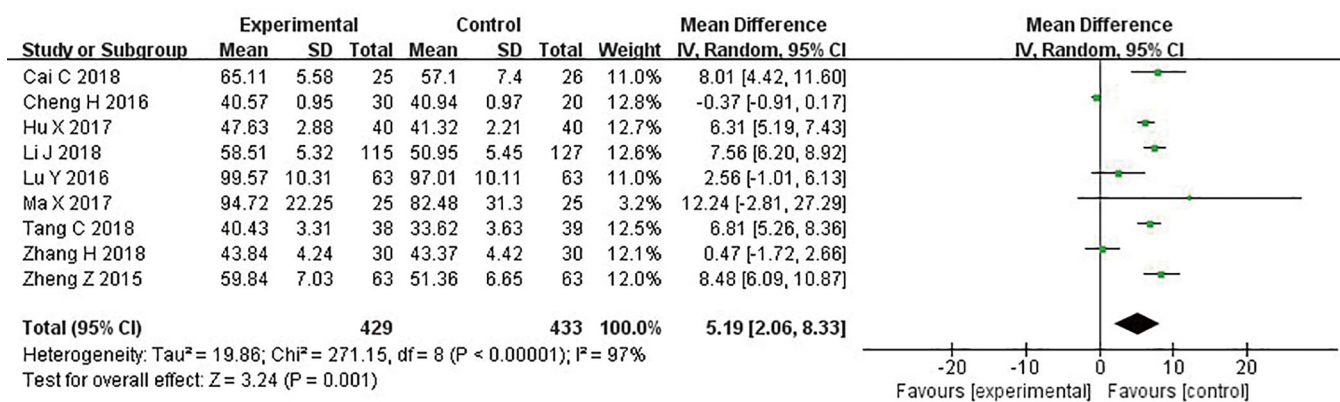 Experimental Control Mean Difference Mean Difference
Study or Subgroup Mean SD Total Mean SD Total Weight IV, Random, 95% CI IV, Random, 95% CI
Cai C 2018 65.11 5.58 25 57.1 7.4 26 11.0% 8.01 [4.42, 11.60]
Cheng H 2016 40.57 0.95 30 40.94 0.97 20 12.8% -0.37 [-0.91, 0.17]
Hu X 2017 47.63 2.88 40 41.32 2.21 40 12.7% 6.31 [5.19, 7.43]
Li J 2018 58.51 5.32 115 50.95 5.45 127 12.6% 7.56 [6.20, 8.92]
Lu Y 2016 99.57 10.31 63 97.01 10.11 63 11.0% 2.56 [-1.01, 6.13]
Ma X 2017 94.72 22.25 25 82.48 31.3 25 3.2% 12.24 [-2.81, 27.29]
Tang C 2018 40.43 3.31 38 33.62 3.63 39 12.5% 6.81 [5.26, 8.36]
Zhang H 2018 43.84 4.24 30 43.37 4.42 30 12.1% 0.47 [-1.72, 2.66]
Zheng Z 2015 59.84 7.03 63 51.36 6.65 63 12.0% 8.48 [6.09, 10.87]
Total (95% CI) 429 433 100.0% 5.19 [2.06, 8.33]
Heterogeneity: Tau² = 19.86; Chi² = 271.15, df = 8 (P < 0.00001); I² = 97%
Test for overall effect: Z = 3.24 (P = 0.001)
-20 -10 0 10 20
Favours [experimental] Favours [control]